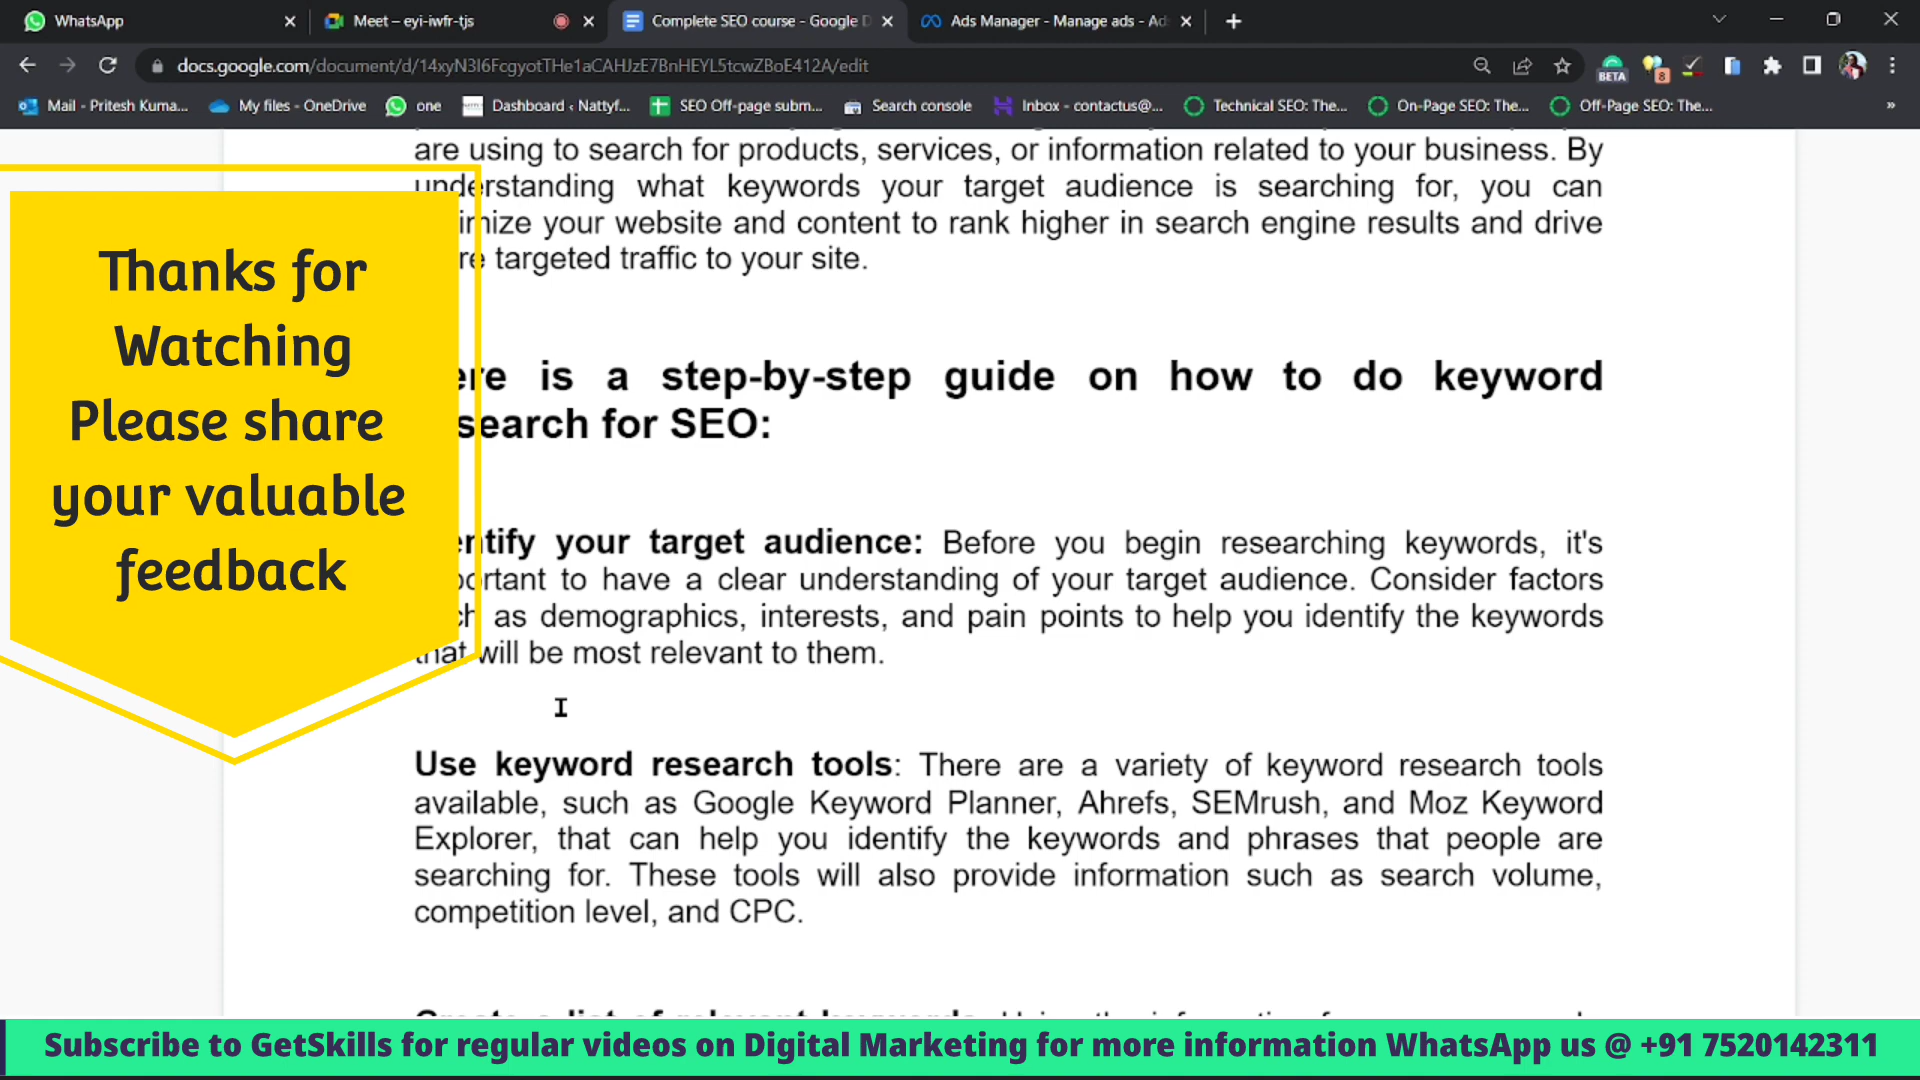 WhatsApp
Meet – eyi-iwfr-tjs
Complete SEO course - Google D
Ads Manager - Manage ads - Ad
docs.google.com/document/d/14xyN3I6FcgyotTHe1aCAHJzE7BnHEYL5tcwZBoE412A/edit
BETA
8
Mail - Pritesh Kuma...
My files - OneDrive
one
Dashboard ‹ Nattyf...
SEO Off-page subm...
Search console
Inbox - contactus@...
Technical SEO: The...
On-Page SEO: The...
Off-Page SEO: The...
»
are using to search for products, services, or information related to your business. By
understanding what keywords your target audience is searching for, you can
imize your website and content to rank higher in search engine results and drive
re targeted traffic to your site.
ere is a step-by-step guide on how to do keyword
search for SEO:
entify your target audience: Before you begin researching keywords, it's
portant to have a clear understanding of your target audience. Consider factors
ch as demographics, interests, and pain points to help you identify the keywords
that will be most relevant to them.
Use keyword research tools: There are a variety of keyword research tools
available, such as Google Keyword Planner, Ahrefs, SEMrush, and Moz Keyword
Explorer, that can help you identify the keywords and phrases that people are
searching for. These tools will also provide information such as search volume,
competition level, and CPC.
Thanks for
Watching
Please share
your valuable
feedback
Subscribe to GetSkills for regular videos on Digital Marketing for more information WhatsApp us @ +91 7520142311